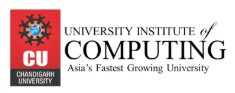 CU
CHANDIGARH
UNIVERSITY
UNIVERSITY INSTITUTE of
COMPUTING
Asia's Fastest Growing University